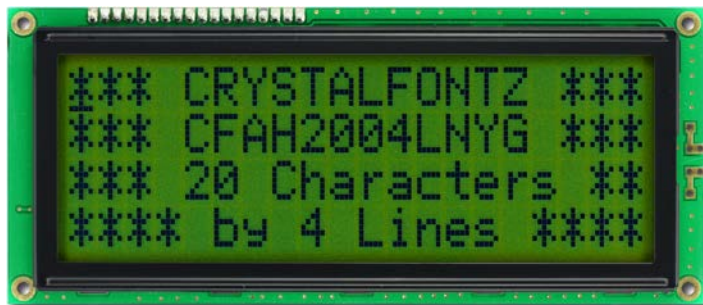 *** CRYSTALFONTZ ***
*** CFAH2004LNYG ***
*** 20 Characters **
**** by 4 Lines ****